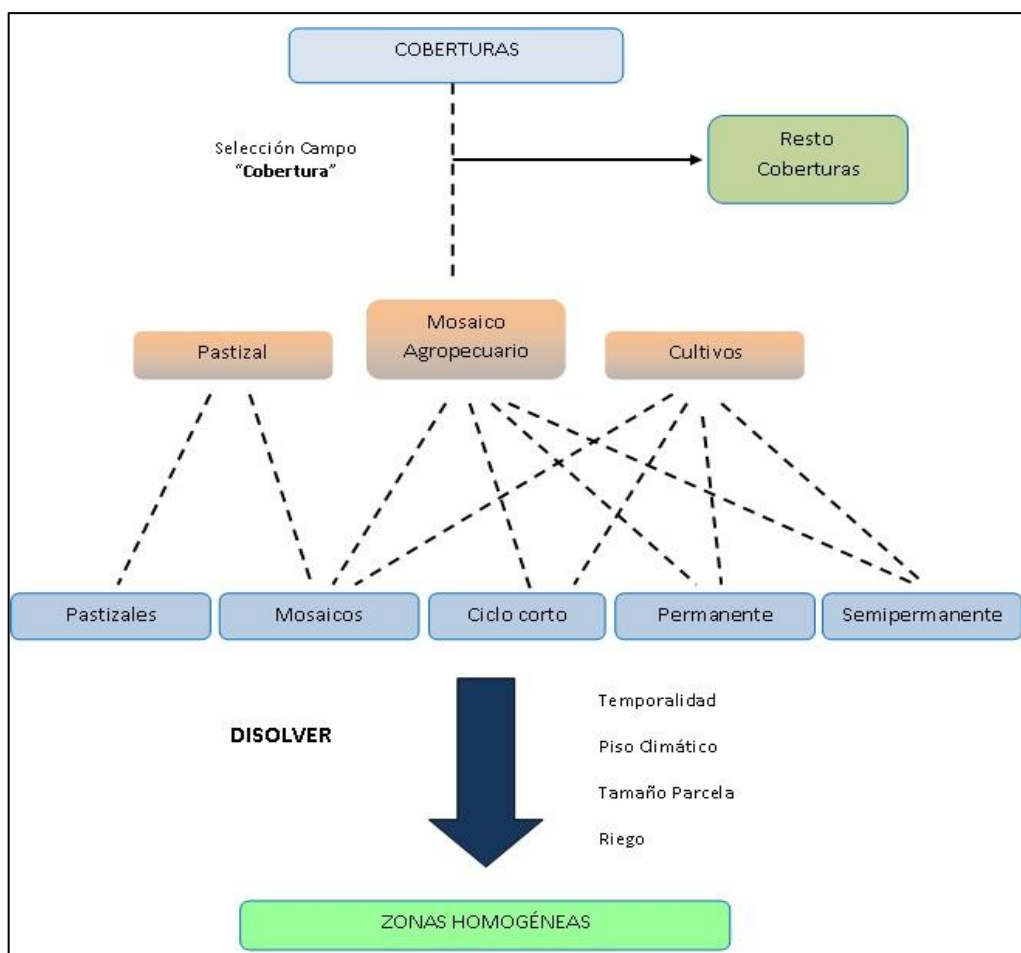 COBERTURAS
Selección Campo
"Cobertura"
Resto
Coberturas
Pastizal
Mosaico
Agropecuario
Cultivos
Pastizales
Mosaicos
Ciclo corto
Permanente
Semipermanente
DISOLVER
Temporalidad
Piso Climático
Tamaño Parcela
Riego
ZONAS HOMOGÉNEAS